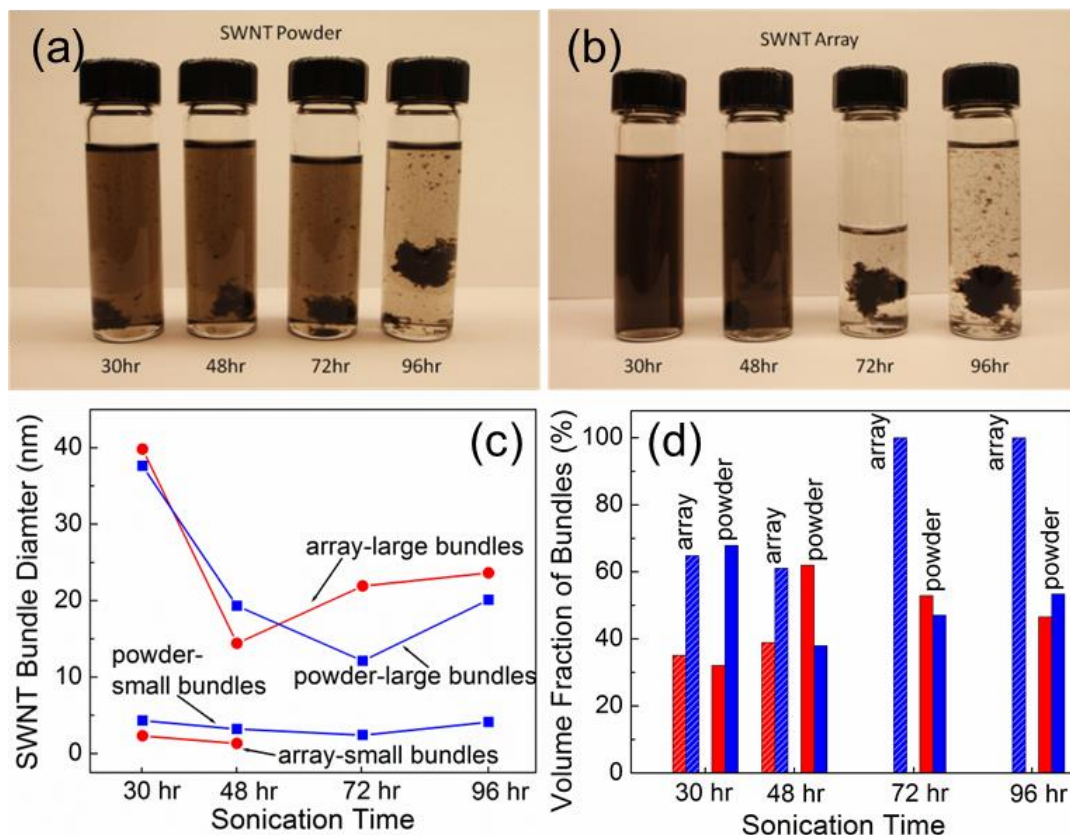 (a)
SWNT Powder
30hr 48hr 72hr 96hr
(b)
SWNT Array
30hr 48hr 72hr 96hr
(c)
SWNT Bundle Diamter (nm)
40
30
20
10
0
array-large bundles
powder-
small bundles
powder-large bundles
array-small bundles
30 hr 48 hr 72 hr 96 hr
Sonication Time
(d)
Volume Fraction of Bundles (%)
100
80
60
40
20
0
array
powder
array
powder
array
powder
array
powder
30 hr 48 hr 72 hr 96 hr
Sonication Time